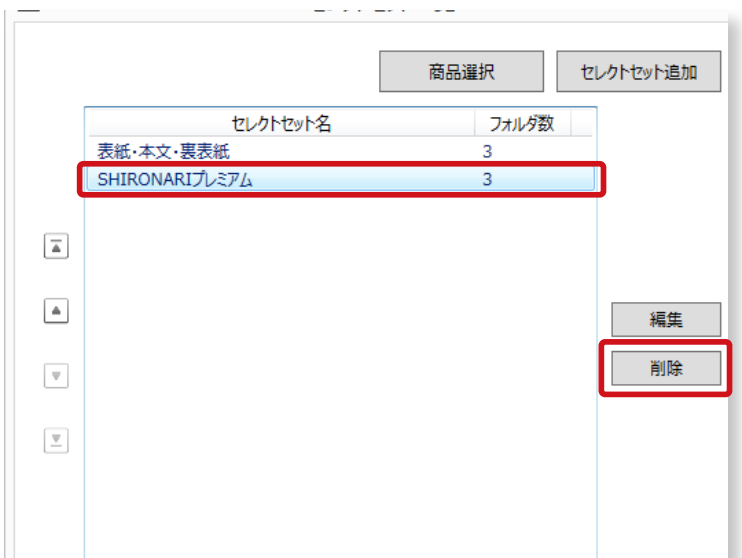 商品選択 セレクトセット追加
セレクトセット名 フォルダ数
表紙・本文・裏表紙 3
SHIRONARIプレミアム 3
編集
削除